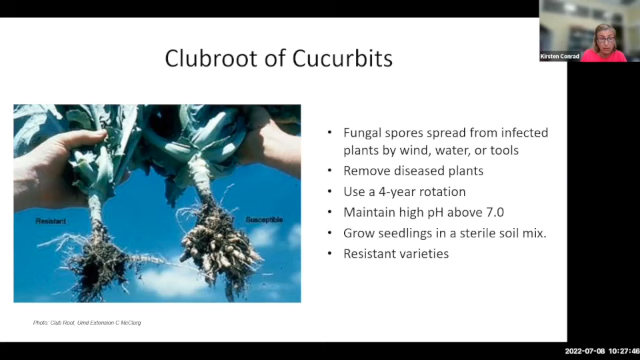 Kirsten Conrad
Clubroot of Cucurbits
Resistant
Susceptible
• Fungal spores spread from infected
plants by wind, water, or tools
• Remove diseased plants
• Use a 4-year rotation
• Maintain high pH above 7.0
• Grow seedlings in a sterile soil mix.
• Resistant varieties
Photo: Club Root, Umd Extension C McClurg
2022-07-08 10:27:46